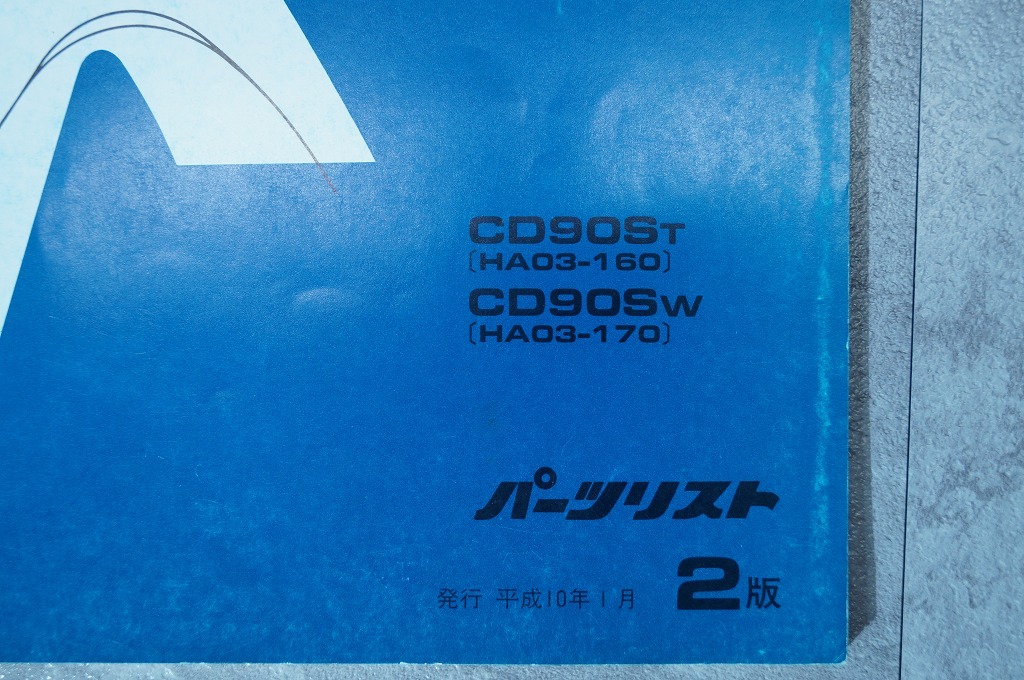 CD90ST
〔HA03-160〕
CD90SW
〔HA03-170〕
パーツリスト
発行 平成10年1月 2版